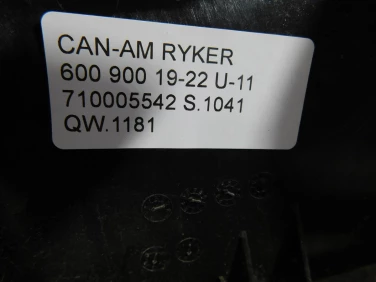 CAN-AM RYKER
600 900 19-22 U-11
710005542 S.1041
QW.1181